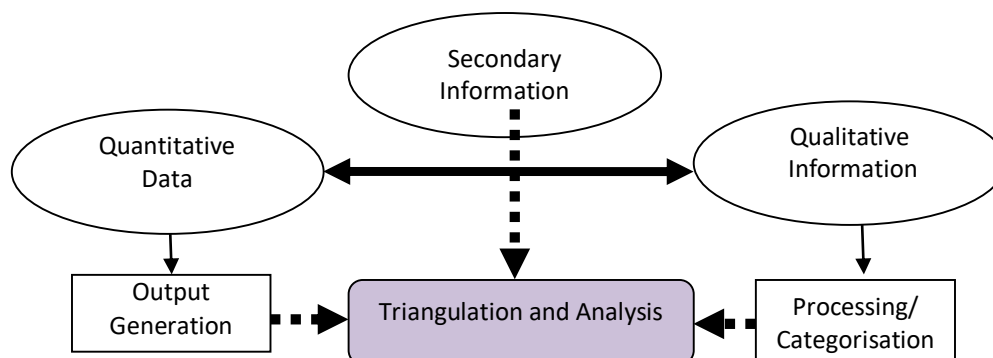 Secondary
Information
Quantitative
Data
Qualitative
Information
Output
Generation
Triangulation and Analysis
Processing/
Categorisation